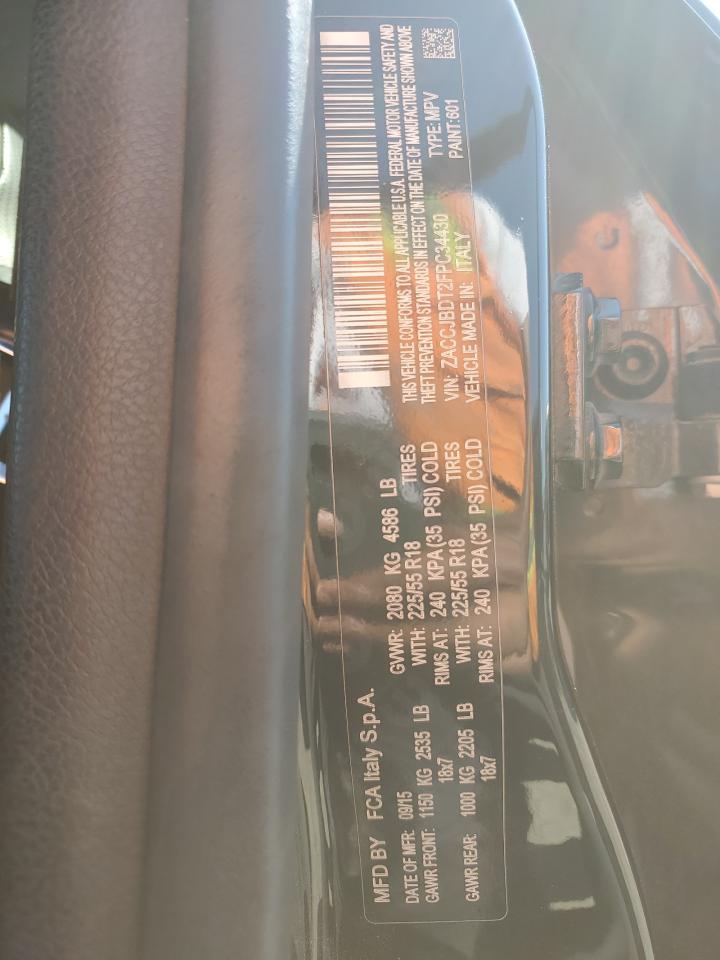 MFD BY FCA Italy S.p.A.
DATE OF MFR: 09/15 GVWR: 2080 KG 4586 LB
GAWR FRONT: 1150 KG 2535 LB WITH: 225/55 R18 TIRES
18x7 RIMS AT: 240 KPA(35 PSI) COLD
GAWR REAR: 1000 KG 2205 LB WITH: 225/55 R18 TIRES
18x7 RIMS AT: 240 KPA(35 PSI) COLD
THIS VEHICLE CONFORMS TO ALL APPLICABLE U.S.A. FEDERAL MOTOR VEHICLE SAFETY AND
THEFT PREVENTION STANDARDS IN EFFECT ON THE DATE OF MANUFACTURE SHOWN ABOVE
VIN: ZACCJBDT2FPC34430 TYPE: MPV
VEHICLE MADE IN: ITALY PAINT: 601